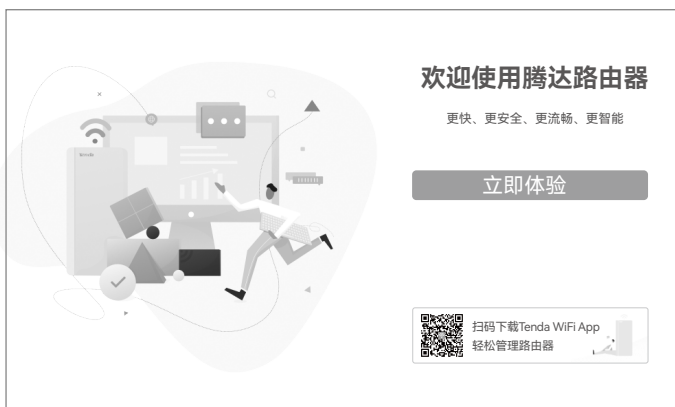 Tenda
欢迎使用腾达路由器
更快、更安全、更流畅、更智能
立即体验
扫码下载Tenda WiFi App
轻松管理路由器